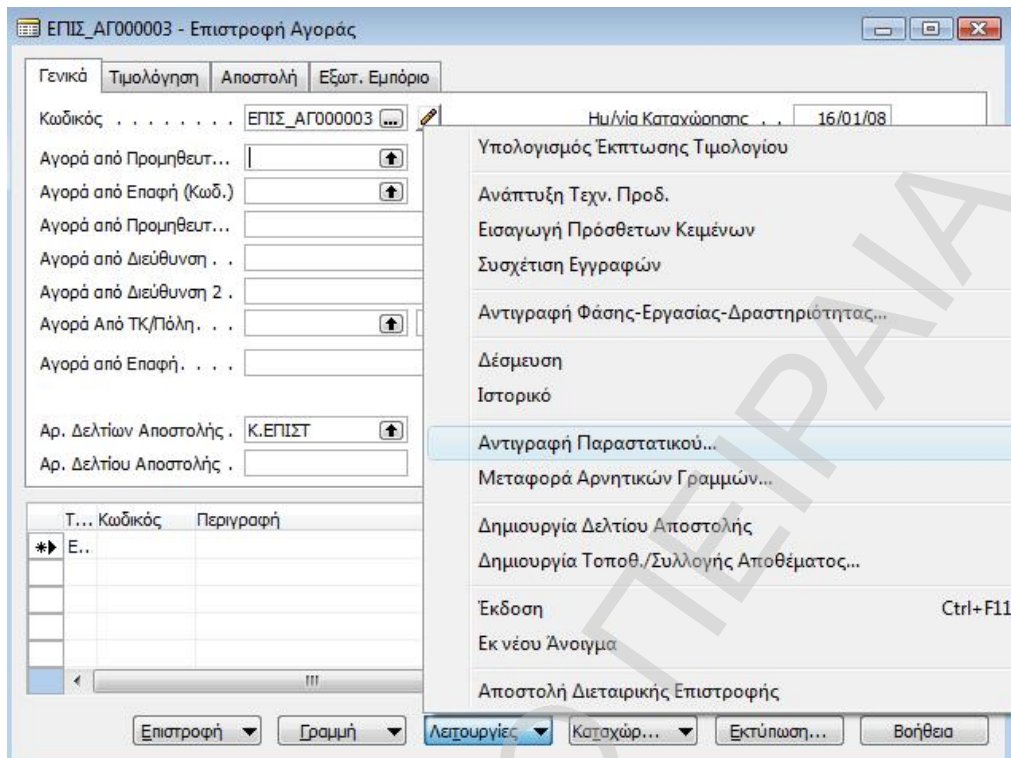 ΕΠΙΣ_ΑΓ000003 - Επιστροφή Αγοράς
Γενικά Τιμολόγηση Αποστολή Εξωτ. Εμπόριο
Κωδικός . . . . . . . . ΕΠΙΣ_ΑΓ000003 ... Ημ/νία Καταχώρησης . . 16/01/08
Αγορά από Προμηθευτ...
Αγορά από Επαφή (Κωδ.)
Αγορά από Προμηθευτ...
Αγορά από Διεύθυνση . .
Αγορά από Διεύθυνση 2 .
Αγορά Από ΤΚ/Πόλη. . .
Αγορά από Επαφή. . . .
Αρ. Δελτίων Αποστολής . Κ.ΕΠΙΣΤ
Αρ. Δελτίου Αποστολής .
Τ... Κωδικός Περιγραφή
Ε..
Υπολογισμός Έκπτωσης Τιμολογίου
Ανάπτυξη Τεχν. Προδ.
Εισαγωγή Πρόσθετων Κειμένων
Συσχέτιση Εγγραφών
Αντιγραφή Φάσης-Εργασίας-Δραστηριότητας...
Δέσμευση
Ιστορικό
Αντιγραφή Παραστατικού...
Μεταφορά Αρνητικών Γραμμών...
Δημιουργία Δελτίου Αποστολής
Δημιουργία Τοποθ./Συλλογής Αποθέματος...
Έκδοση Ctrl+F11
Εκ νέου Άνοιγμα
Αποστολή Διεταιρικής Επιστροφής
Επιστροφή Γραμμή Λειτουργίες Καταχώρ... Εκτύπωση... Βοήθεια
Ο ΠΕΙΡΑΙΑ